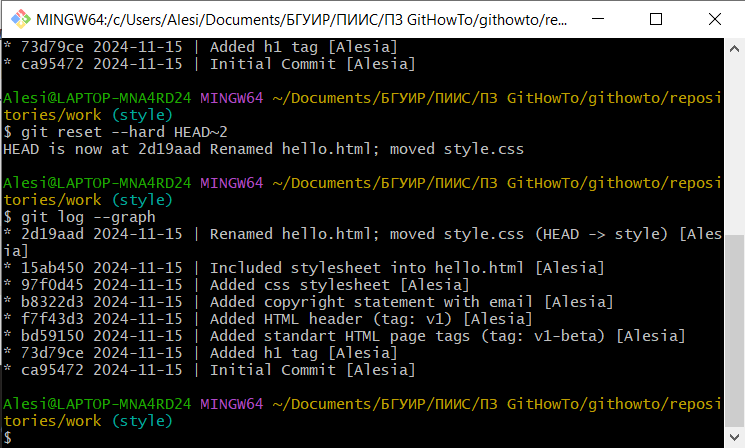 MINGW64:/c/Users/Alesi/Documents/БГУИР/ПИИС/ПЗ GitHowTo/githowto/re...
* 73d79ce 2024-11-15 | Added h1 tag [Alesia]
* ca95472 2024-11-15 | Initial Commit [Alesia]
Alesi@LAPTOP-MNA4RD24 MINGW64 ~/Documents/БГУИР/ПИИС/ПЗ GitHowTo/githowto/reposi
tories/work (style)
$ git reset --hard HEAD~2
HEAD is now at 2d19aad Renamed hello.html; moved style.css
Alesi@LAPTOP-MNA4RD24 MINGW64 ~/Documents/БГУИР/ПИИС/ПЗ GitHowTo/githowto/reposi
tories/work (style)
$ git log --graph
* 2d19aad 2024-11-15 | Renamed hello.html; moved style.css (HEAD -> style) [Ales
ia]
* 15ab450 2024-11-15 | Included stylesheet into hello.html [Alesia]
* 97f0d45 2024-11-15 | Added css stylesheet [Alesia]
* b8322d3 2024-11-15 | Added copyright statement with email [Alesia]
* f7f43d3 2024-11-15 | Added HTML header (tag: v1) [Alesia]
* bd59150 2024-11-15 | Added standart HTML page tags (tag: v1-beta) [Alesia]
* 73d79ce 2024-11-15 | Added h1 tag [Alesia]
* ca95472 2024-11-15 | Initial Commit [Alesia]
Alesi@LAPTOP-MNA4RD24 MINGW64 ~/Documents/БГУИР/ПИИС/ПЗ GitHowTo/githowto/reposi
tories/work (style)
$